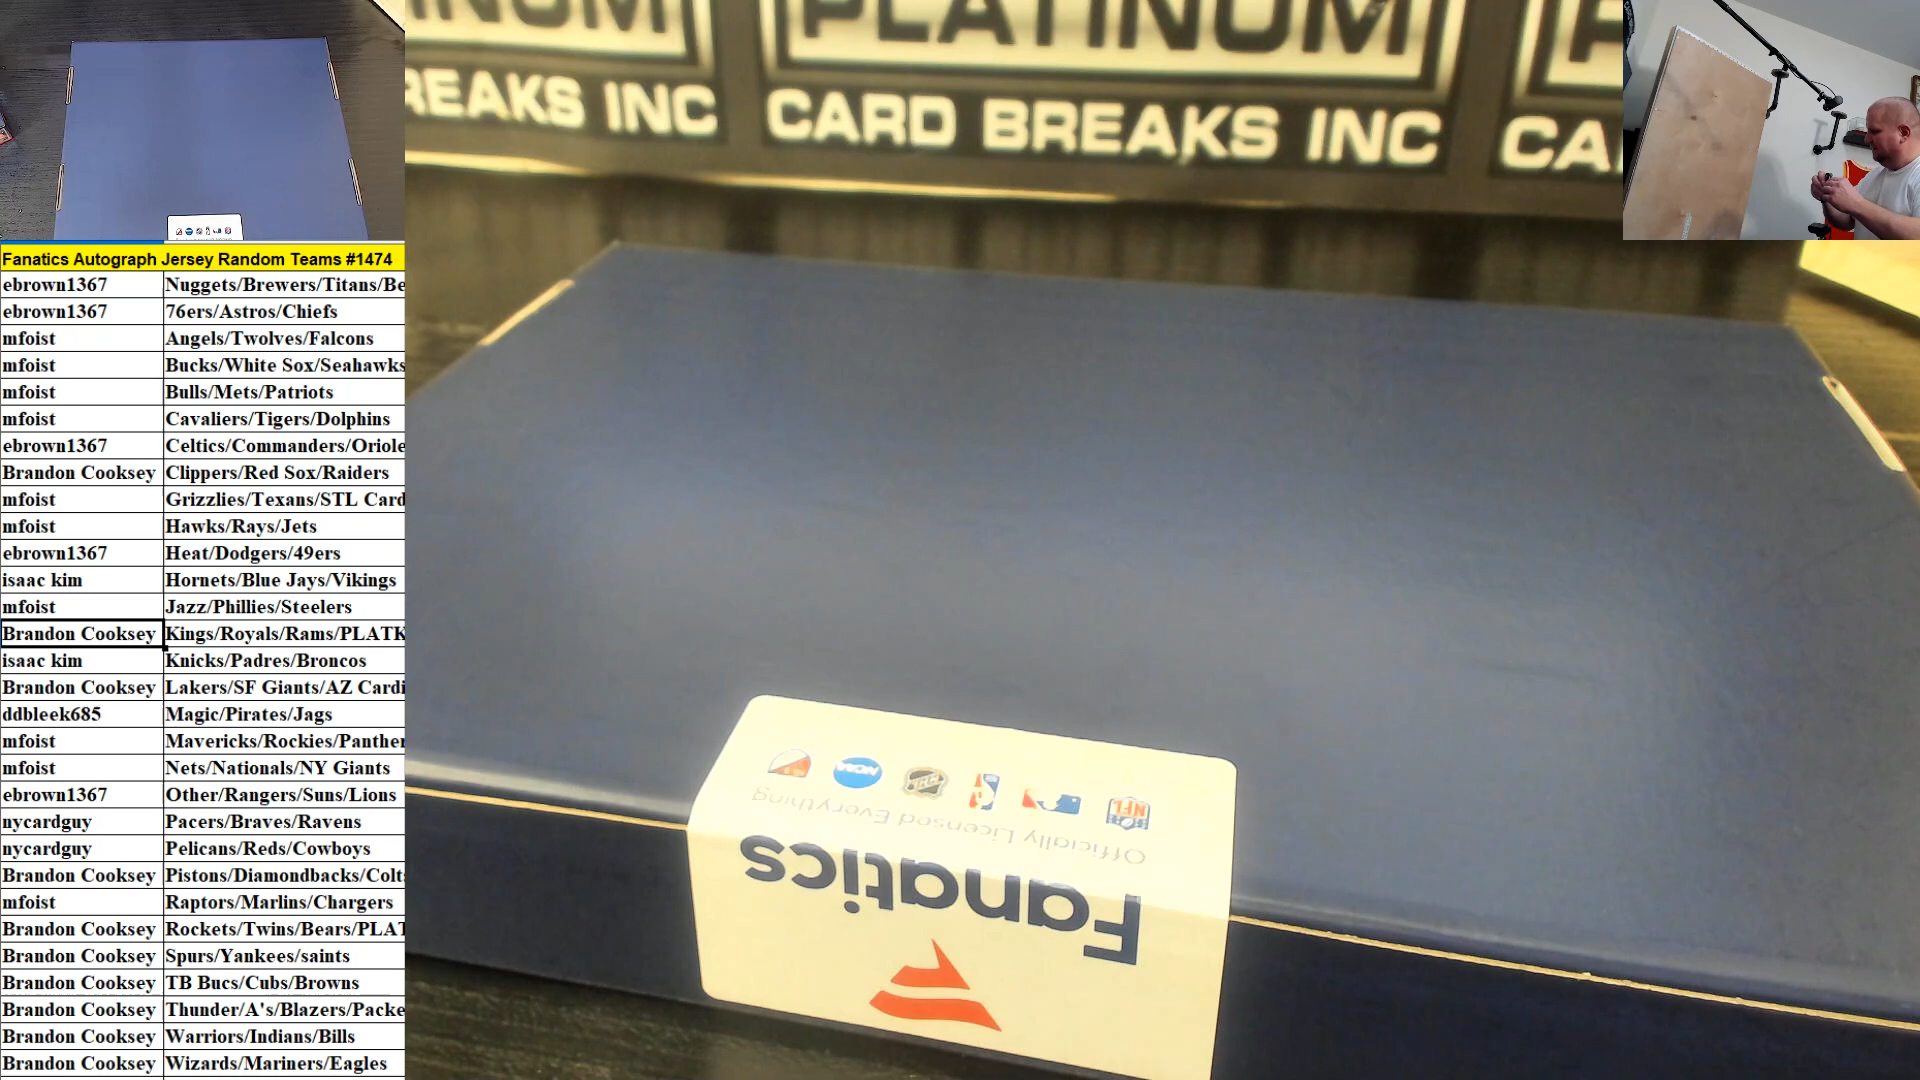 PLATINUM
REAKS INC
CARD BREAKS INC
CA
Fanatics Autograph Jersey Random Teams #1474
ebrown1367 Nuggets/Brewers/Titans/Be
ebrown1367 76ers/Astros/Chiefs
mfoist Angels/Twolves/Falcons
mfoist Bucks/White Sox/Seahawks
mfoist Bulls/Mets/Patriots
mfoist Cavaliers/Tigers/Dolphins
ebrown1367 Celtics/Commanders/Oriole
Brandon Cooksey Clippers/Red Sox/Raiders
mfoist Grizzlies/Texans/STL Card
mfoist Hawks/Rays/Jets
ebrown1367 Heat/Dodgers/49ers
isaac kim Hornets/Blue Jays/Vikings
mfoist Jazz/Phillies/Steelers
Brandon Cooksey Kings/Royals/Rams/PLATK
isaac kim Knicks/Padres/Broncos
Brandon Cooksey Lakers/SF Giants/AZ Cardi
ddbleek685 Magic/Pirates/Jags
mfoist Mavericks/Rockies/Panther
mfoist Nets/Nationals/NY Giants
ebrown1367 Other/Rangers/Suns/Lions
nycardguy Pacers/Braves/Ravens
nycardguy Pelicans/Reds/Cowboys
Brandon Cooksey Pistons/Diamondbacks/Colt
mfoist Raptors/Marlins/Chargers
Brandon Cooksey Rockets/Twins/Bears/PLAT
Brandon Cooksey Spurs/Yankees/saints
Brandon Cooksey TB Bucs/Cubs/Browns
Brandon Cooksey Thunder/A's/Blazers/Packe
Brandon Cooksey Warriors/Indians/Bills
Brandon Cooksey Wizards/Mariners/Eagles
Fanatics
Officially Licensed Everything
NFL